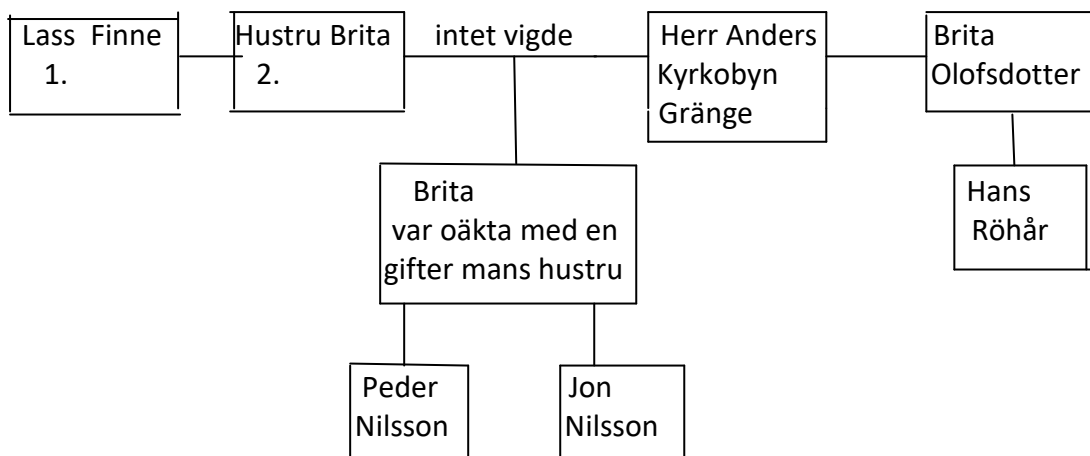 Lass Finne
1.
Hustru Brita
2.
intet vigde
Herr Anders
Kyrkobyn
Gränge
Brita
Olofsdotter
Brita
var oäkta med en
gifter mans hustru
Hans
Röhår
Peder
Nilsson
Jon
Nilsson